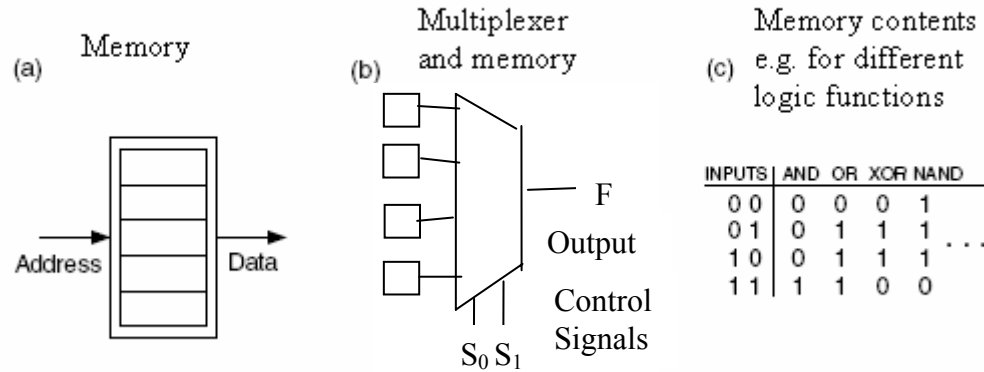 (a) Memory
Address
Data
(b) Multiplexer
and memory
F
Output
Control
Signals
S0 S1
(c) Memory contents
e.g. for different
logic functions
INPUTS AND OR XOR NAND
0 0 0 0 0 1
0 1 0 1 1 1
1 0 0 1 1 1
1 1 1 1 0 0
. . .